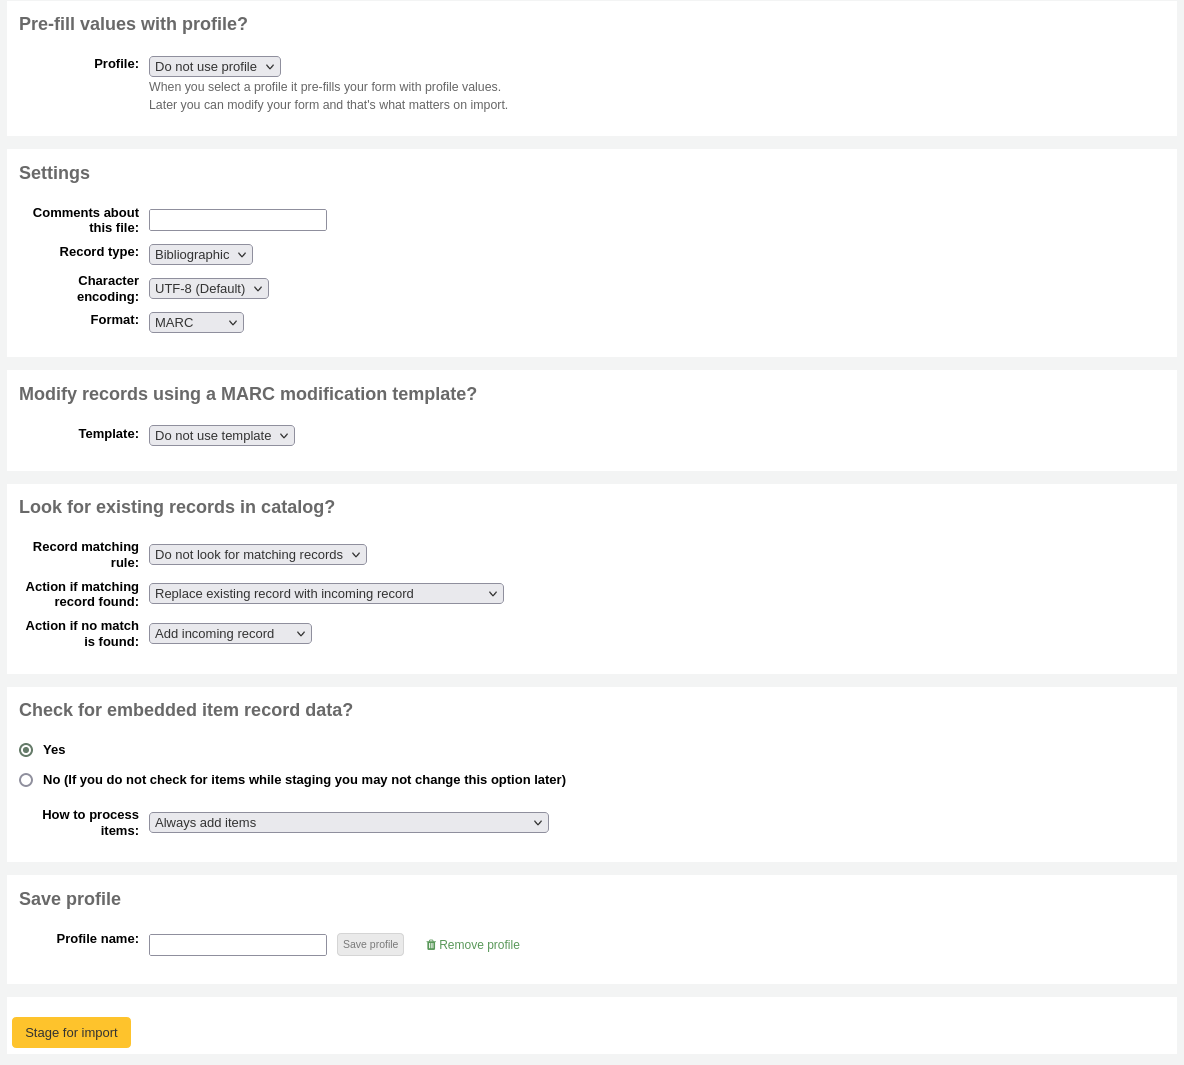 Pre-fill values with profile?
Profile: Do not use profile
When you select a profile it pre-fills your form with profile values.
Later you can modify your form and that's what matters on import.
Settings
Comments about
this file:
Record type: Bibliographic
Character
encoding: UTF-8 (Default)
Format: MARC
Modify records using a MARC modification template?
Template: Do not use template
Look for existing records in catalog?
Record matching
rule: Do not look for matching records
Action if matching
record found: Replace existing record with incoming record
Action if no match
is found: Add incoming record
Check for embedded item record data?
Yes
No (If you do not check for items while staging you may not change this option later)
How to process
items: Always add items
Save profile
Profile name: Save profile Remove profile
Stage for import